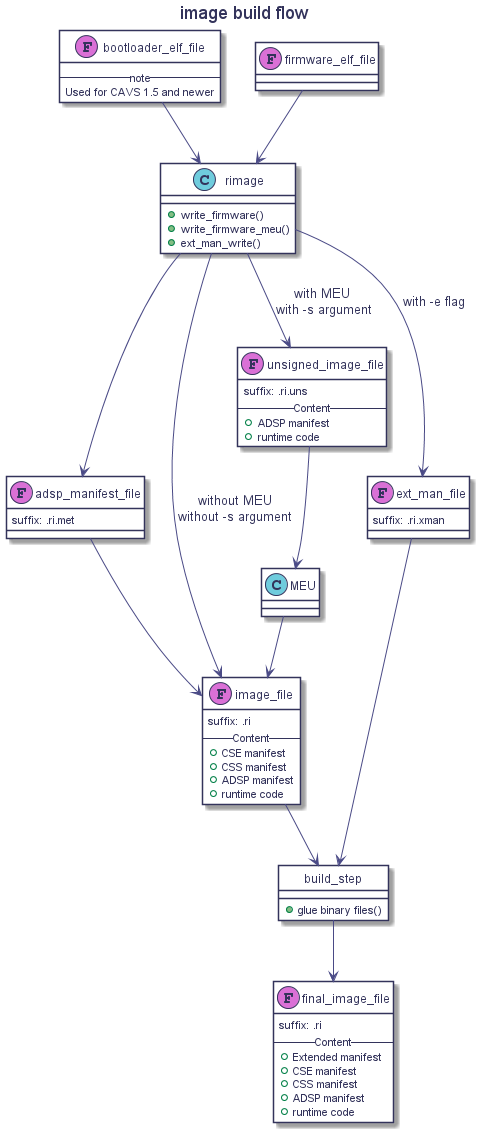 image build flow
F bootloader_elf_file
note
Used for CAVS 1.5 and newer
F firmware_elf_file
C rimage
write_firmware()
write_firmware_meu()
ext_man_write()
with MEU
with -s argument
with -e flag
F unsigned_image_file
suffix: .ri.uns
Content
ADSP manifest
runtime code
F adsp_manifest_file
suffix: .ri.met
without MEU
without -s argument
F ext_man_file
suffix: .ri.xman
C MEU
F image_file
suffix: .ri
Content
CSE manifest
CSS manifest
ADSP manifest
runtime code
build_step
glue binary files()
F final_image_file
suffix: .ri
Content
Extended manifest
CSE manifest
CSS manifest
ADSP manifest
runtime code